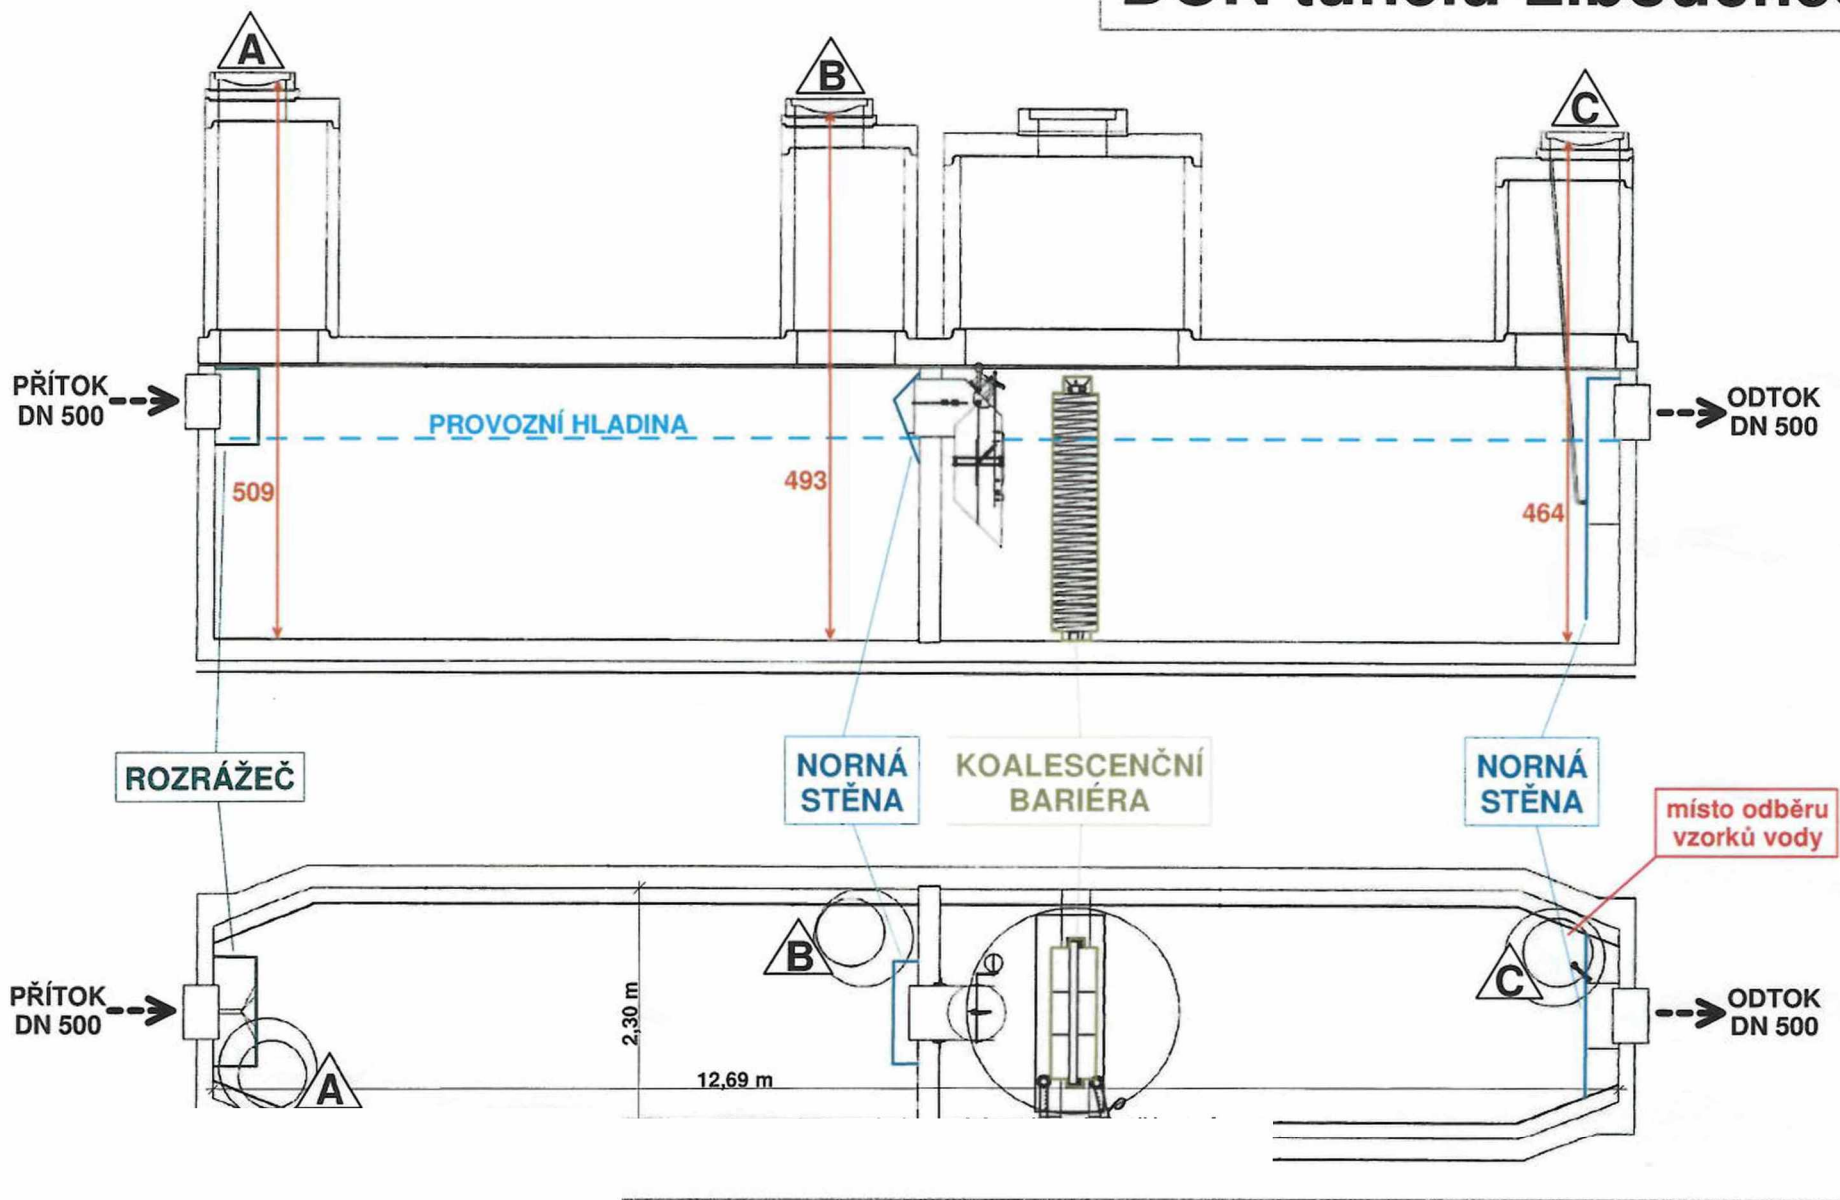 A
B
C
PŘÍTOK
DN 500
PROVOZNÍ HLADINA
ODTOK
DN 500
509
493
464
ROZRÁŽEČ
NORNÁ
STĚNA
KOALESCENČNÍ
BARIÉRA
NORNÁ
STĚNA
místo odběru
vzorků vody
B
C
PŘÍTOK
DN 500
2,30 m
ODTOK
DN 500
12,69 m
A